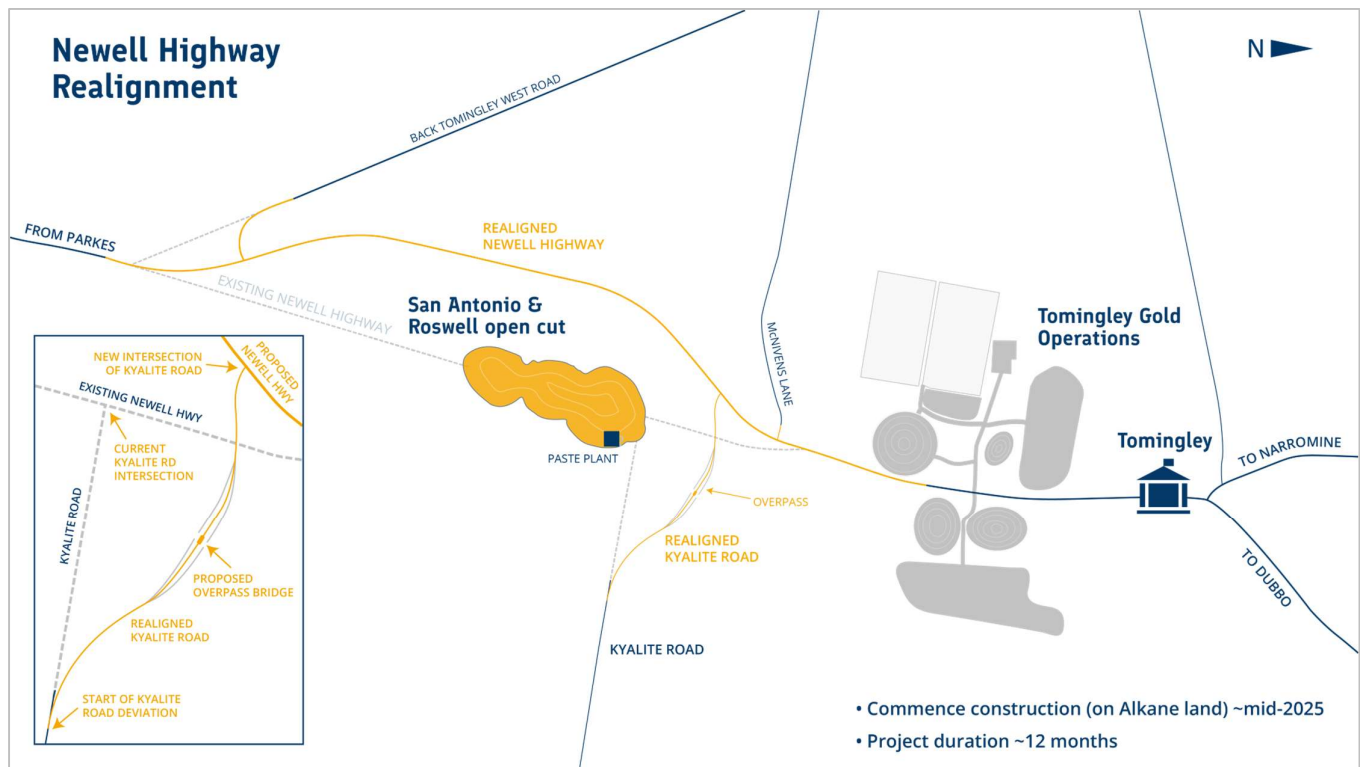 Newell Highway
Realignment
N
BACK TOMINGLEY WEST ROAD
FROM PARKES
REALIGNED
NEWELL HIGHWAY
EXISTING NEWELL HIGHWAY
San Antonio &
Roswell open cut
PASTE PLANT
McNIVENS LANE
Tomingley Gold
Operations
Tomingley
TO NARROMINE
TO DUBBO
OVERPASS
REALIGNED
KYALITE ROAD
KYALITE ROAD
NEW INTERSECTION
OF KYALITE ROAD
PROPOSED
NEWELL HWY
EXISTING NEWELL HWY
CURRENT
KYALITE RD
INTERSECTION
KYALITE ROAD
PROPOSED
OVERPASS BRIDGE
REALIGNED
KYALITE ROAD
START OF KYALITE
ROAD DEVIATION
• Commence construction (on Alkane land) ~mid-2025
• Project duration ~12 months